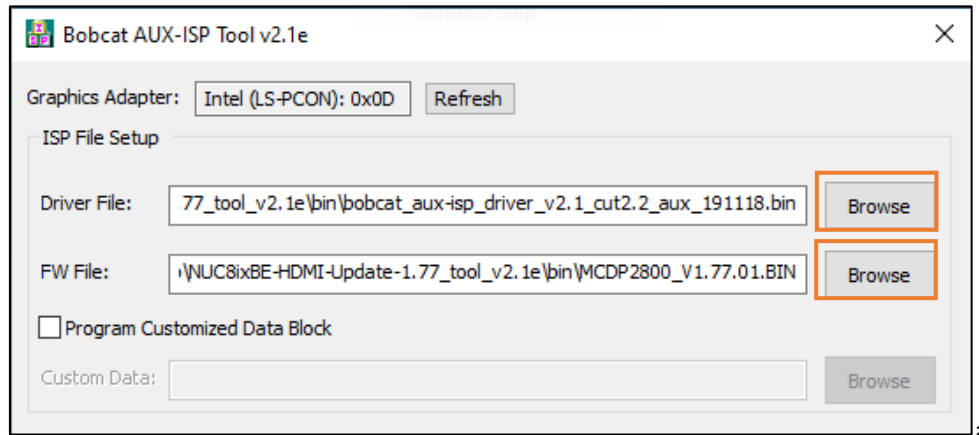 Bobcat AUX-ISP Tool v2.1e
Graphics Adapter: Intel (LS-PCON): 0x0D Refresh
ISP File Setup
Driver File: 77_tool_v2.1e\bin\bobcat_aux-isp_driver_v2.1_cut2.2_aux_191118.bin Browse
FW File: \NUC8ixBE-HDMI-Update-1.77_tool_v2.1e\bin\MCDP2800_V1.77.01.BIN Browse
Program Customized Data Block
Custom Data: Browse